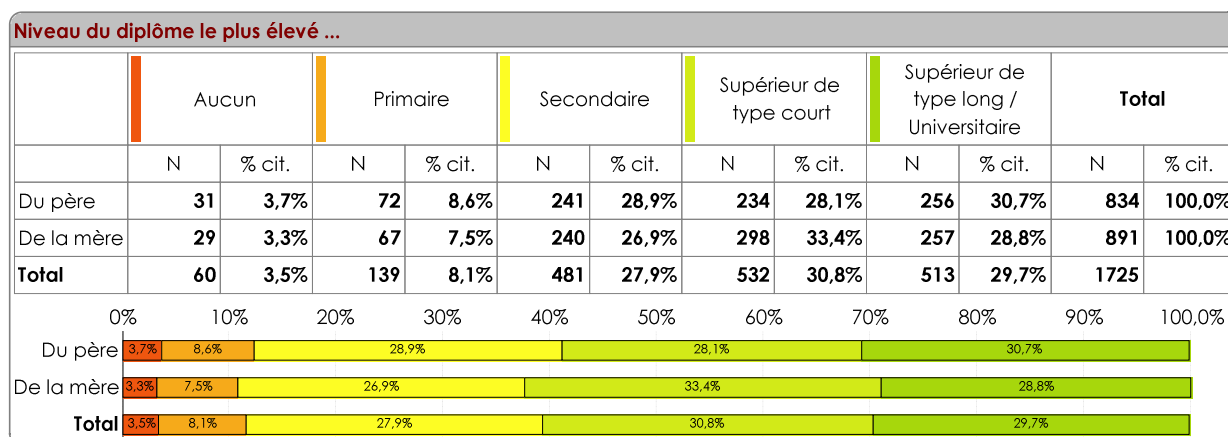 Niveau du diplôme le plus élevé ...
Aucun Primaire Secondaire Supérieur de type court Supérieur de type long / Universitaire Total
N % cit. N % cit. N % cit. N % cit. N % cit. N % cit.
Du père 31 3,7% 72 8,6% 241 28,9% 234 28,1% 256 30,7% 834 100,0%
De la mère 29 3,3% 67 7,5% 240 26,9% 298 33,4% 257 28,8% 891 100,0%
Total 60 3,5% 139 8,1% 481 27,9% 532 30,8% 513 29,7% 1725
0% 10% 20% 30% 40% 50% 60% 70% 80% 90% 100,0%
Du père 3,7% 8,6% 28,9% 28,1% 30,7%
De la mère 3,3% 7,5% 26,9% 33,4% 28,8%
Total 3,5% 8,1% 27,9% 30,8% 29,7%